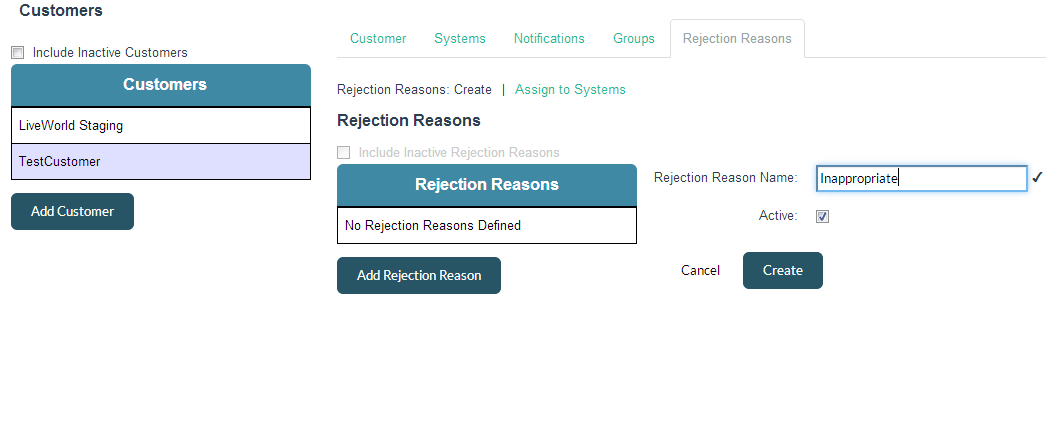 Customers
Include Inactive Customers
Customers
LiveWorld Staging
TestCustomer
Add Customer
Customer Systems Notifications Groups Rejection Reasons
Rejection Reasons: Create | Assign to Systems
Rejection Reasons
Include Inactive Rejection Reasons
Rejection Reasons
No Rejection Reasons Defined
Add Rejection Reason
Rejection Reason Name: Inappropriate
Active:
Cancel Create